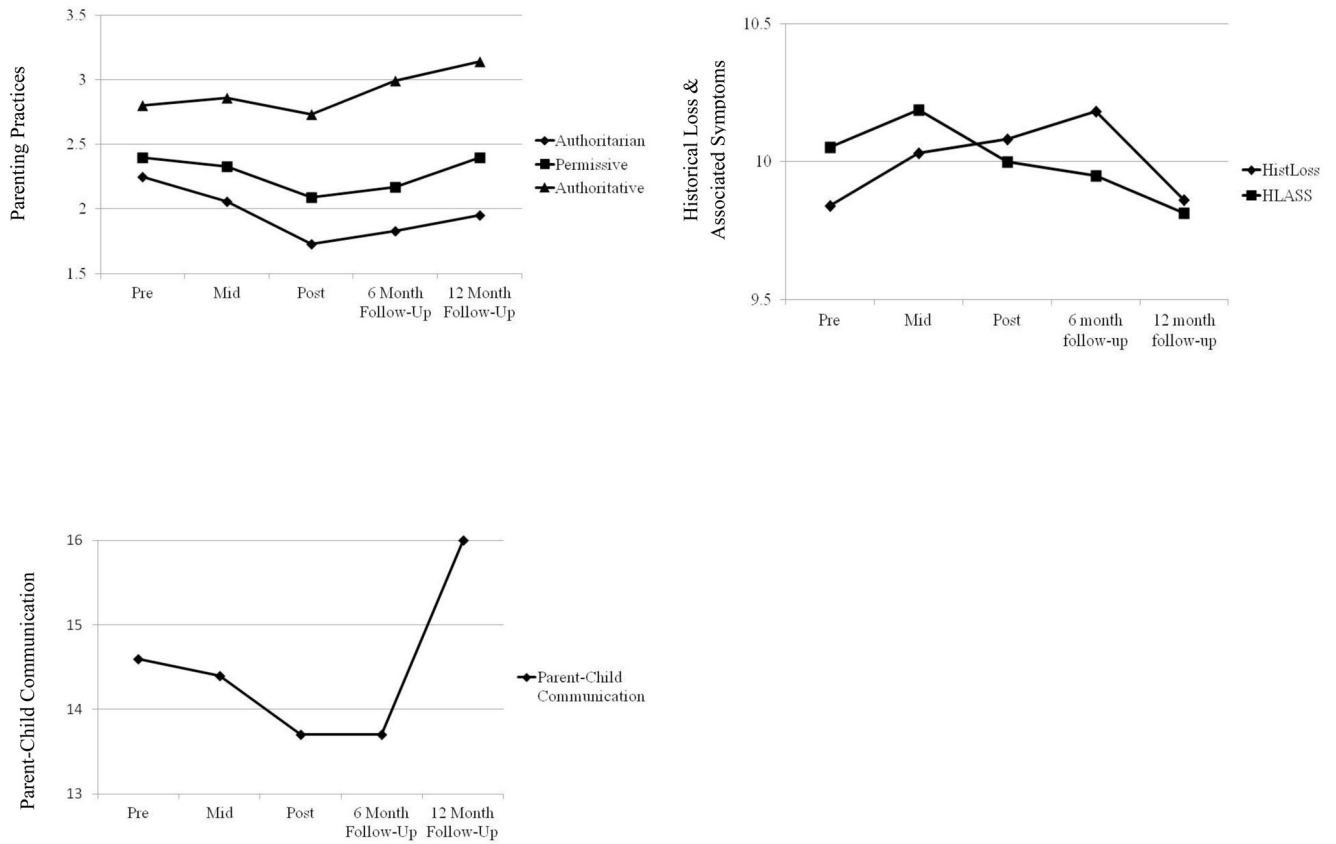 Parenting Practices
3.5
3
2.5
2
1.5
Pre
Mid
Post
6 Month
Follow-Up
12 Month
Follow-Up
Authoritarian
Permissive
Authoritative
Historical Loss &
Associated Symptoms
10.5
10
9.5
Pre
Mid
Post
6 month
follow-up
12 month
follow-up
HistLoss
HLASS
Parent-Child Communication
16
15
14
13
Pre
Mid
Post
6 Month
Follow-Up
12 Month
Follow-Up
Parent-Child
Communication